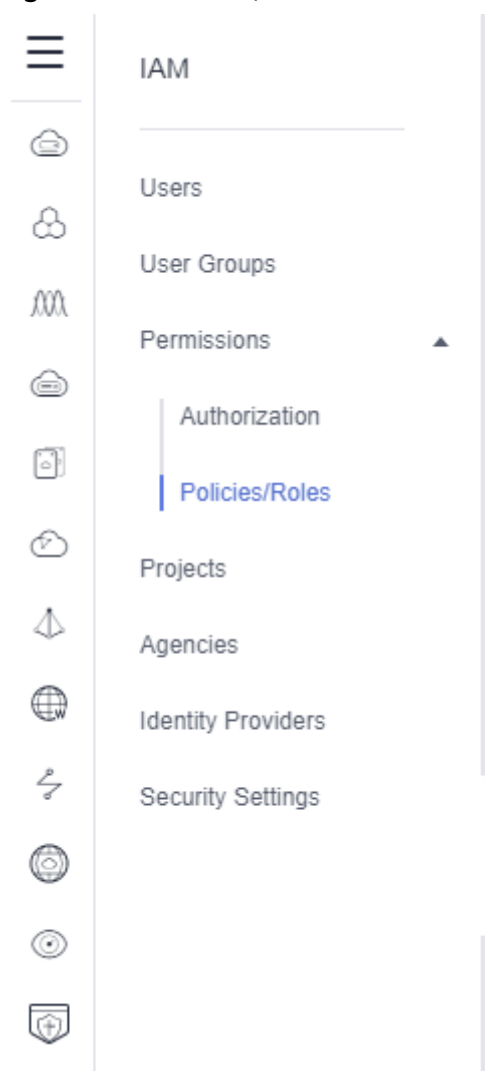 IAM
Users
User Groups
Permissions
Authorization
Policies/Roles
Projects
Agencies
Identity Providers
Security Settings